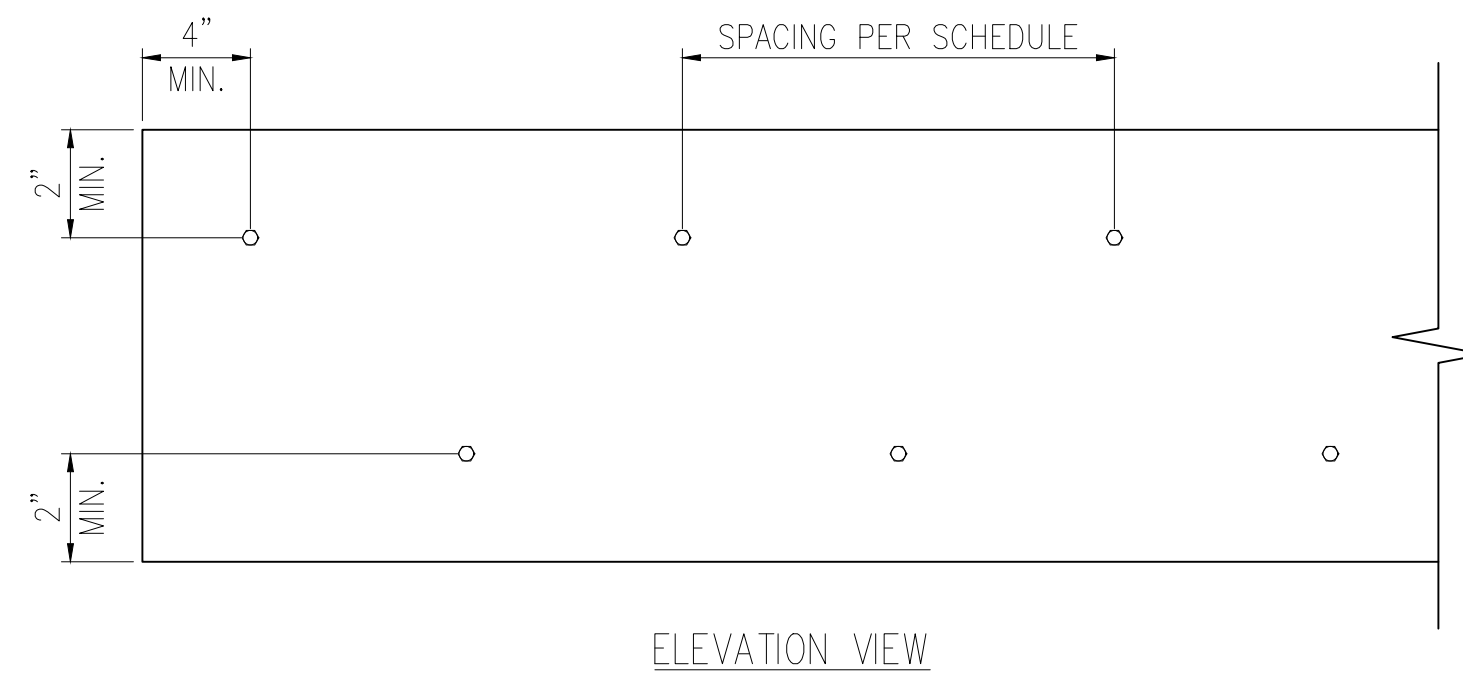 4”
MIN.
SPACING PER SCHEDULE
2”
MIN.
2”
MIN.
ELEVATION VIEW